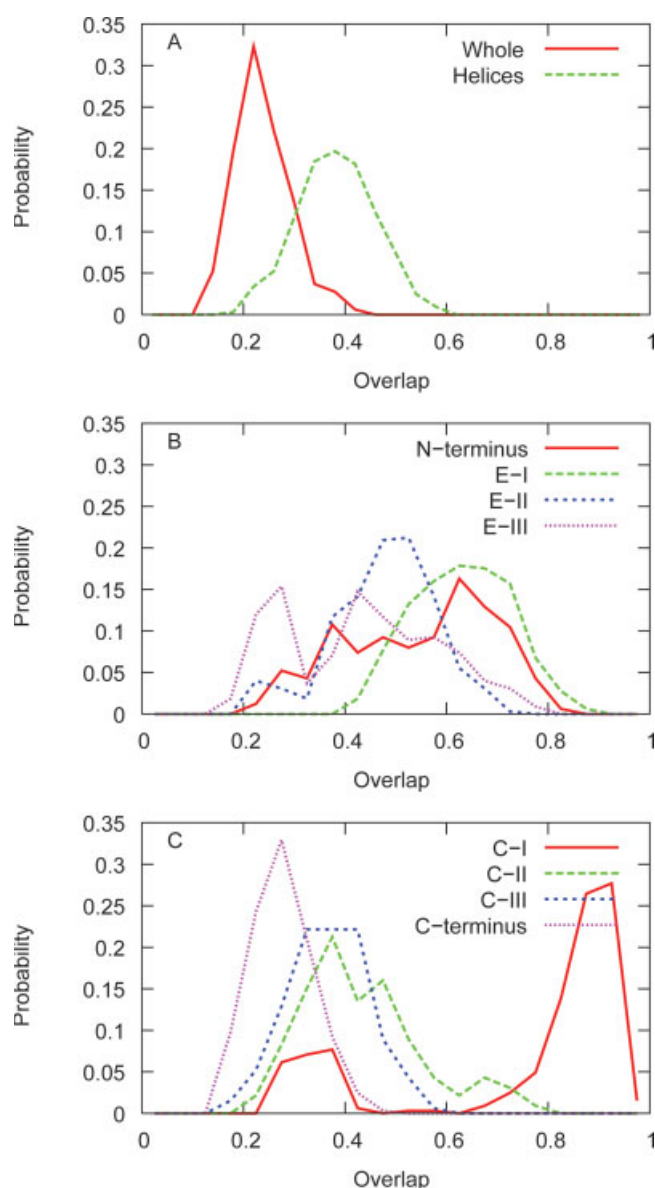 A
Whole
Helices
Probability
0.35
0.3
0.25
0.2
0.15
0.1
0.05
0
0 0.2 0.4 0.6 0.8 1
Overlap
B
N-terminus
E-I
E-II
E-III
Probability
0.35
0.3
0.25
0.2
0.15
0.1
0.05
0
0 0.2 0.4 0.6 0.8 1
Overlap
C
C-I
C-II
C-III
C-terminus
Probability
0.35
0.3
0.25
0.2
0.15
0.1
0.05
0
0 0.2 0.4 0.6 0.8 1
Overlap